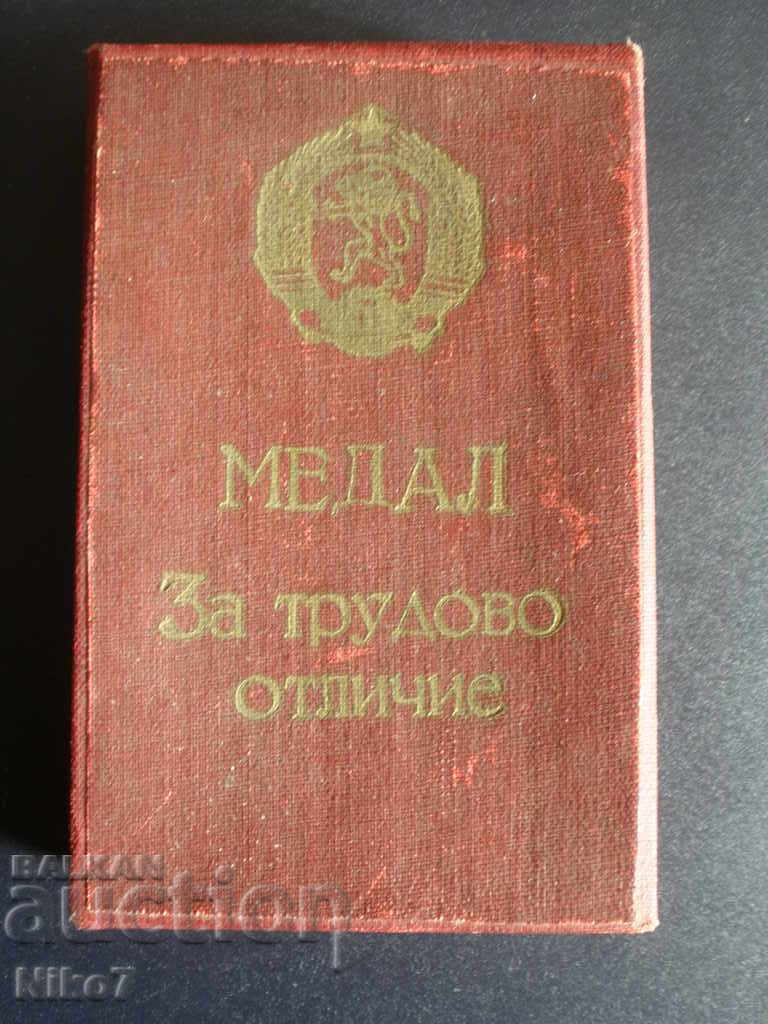 МЕДАЛ
За трудово
отличие
BALKAN
auction
Niko7